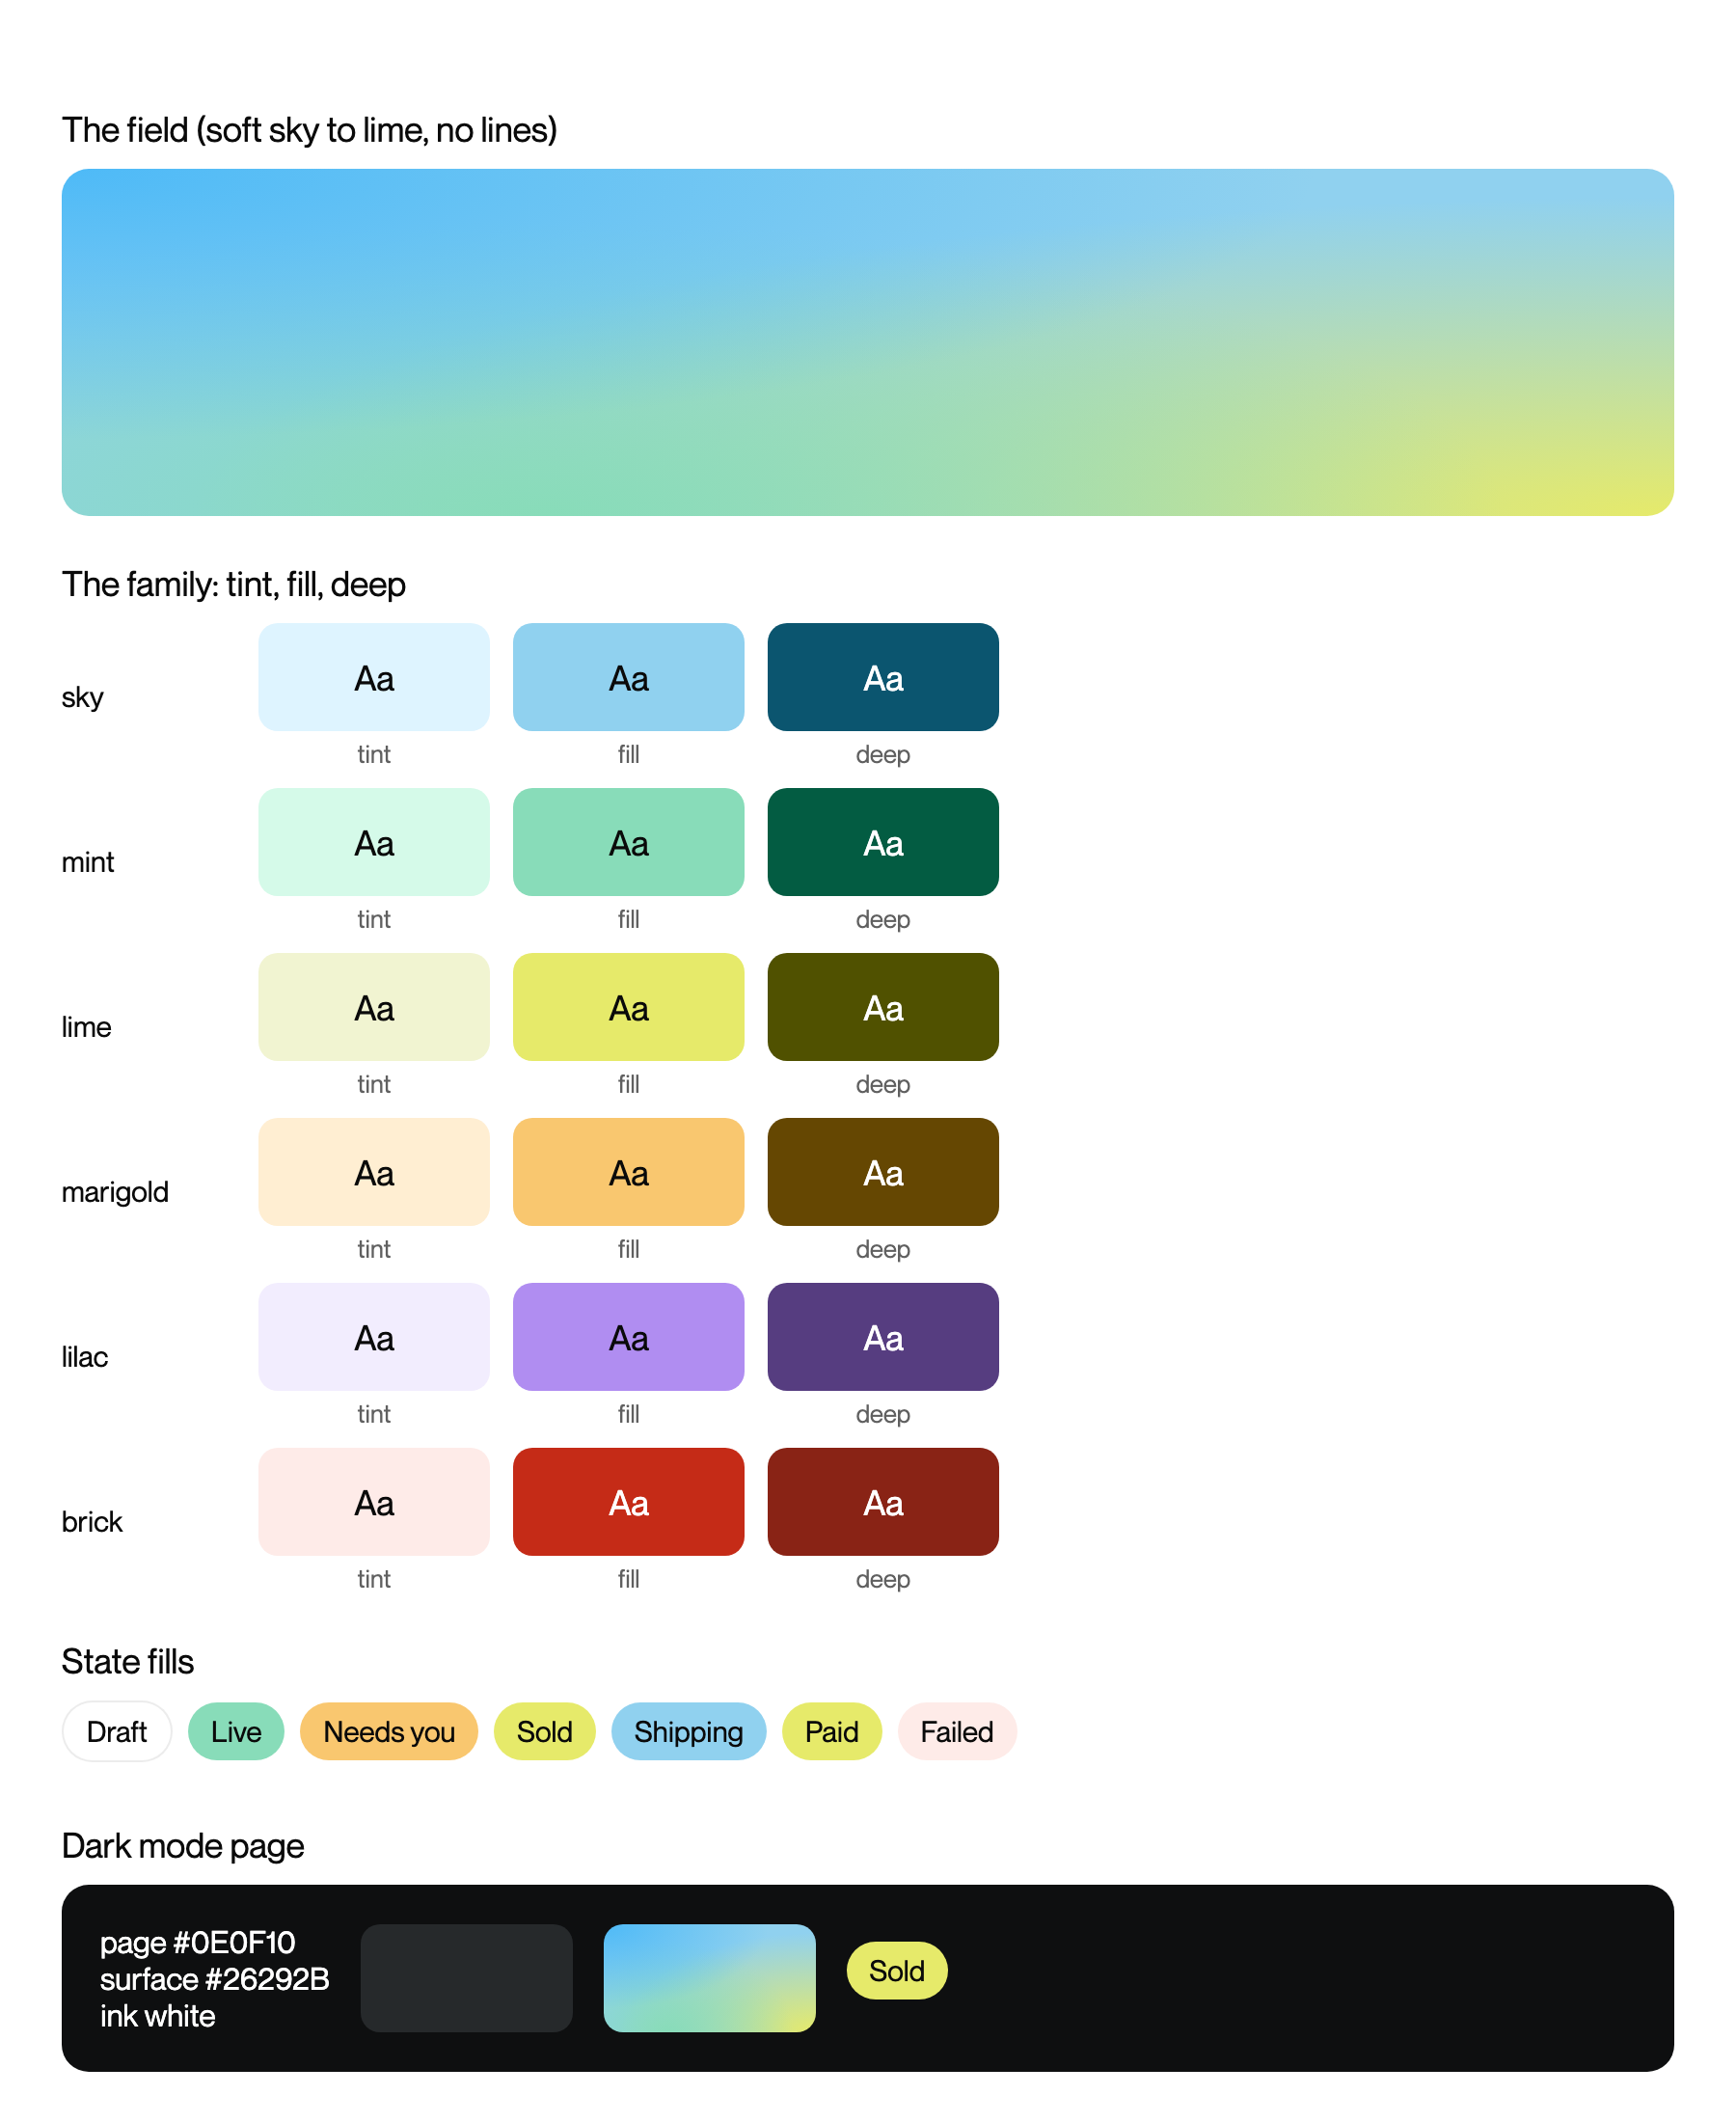 The field (soft sky to lime, no lines)
The family: tint, fill, deep
sky Aa Aa Aa
tint fill deep
mint Aa Aa Aa
tint fill deep
lime Aa Aa Aa
tint fill deep
marigold Aa Aa Aa
tint fill deep
lilac Aa Aa Aa
tint fill deep
brick Aa Aa Aa
tint fill deep
State fills
Draft Live Needs you Sold Shipping Paid Failed
Dark mode page
page #0E0F10
surface #26292B
ink white
Sold